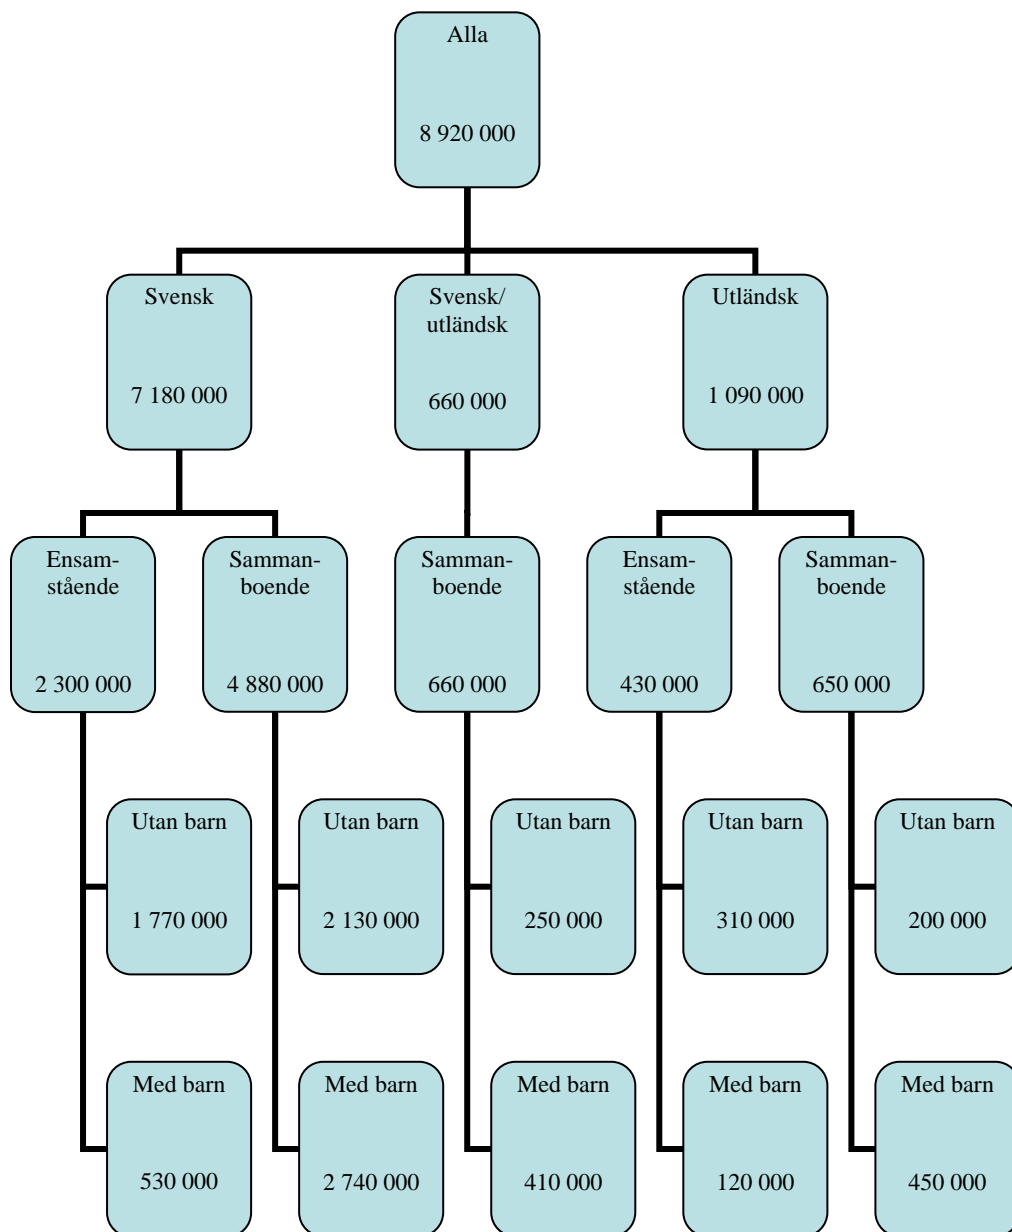 Alla
8 920 000
Svensk
7 180 000
Svensk/
utländsk
660 000
Utländsk
1 090 000
Ensam-
stående
2 300 000
Samman-
boende
4 880 000
Samman-
boende
660 000
Ensam-
stående
430 000
Samman-
boende
650 000
Utan barn
1 770 000
Utan barn
2 130 000
Utan barn
250 000
Utan barn
310 000
Utan barn
200 000
Med barn
530 000
Med barn
2 740 000
Med barn
410 000
Med barn
120 000
Med barn
450 000